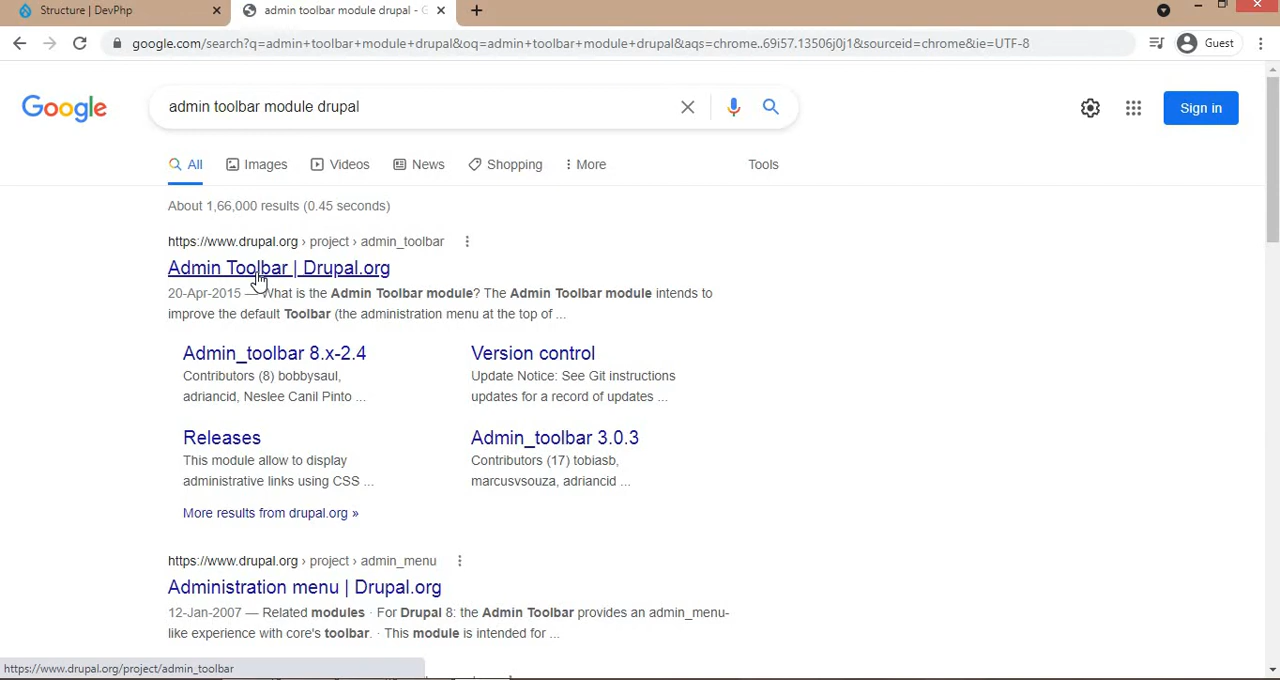 Structure | DevPhp
admin toolbar module drupal - G
google.com/search?q=admin+toolbar+module+drupal&oq=admin+toolbar+module+drupal&aqs=chrome..69i57.13506j0j1&sourceid=chrome&ie=UTF-8
Guest
Google
admin toolbar module drupal
Sign in
All
Images
Videos
News
Shopping
More
Tools
About 1,66,000 results (0.45 seconds)
https://www.drupal.org › project › admin_toolbar
Admin Toolbar | Drupal.org
20-Apr-2015 — What is the Admin Toolbar module? The Admin Toolbar module intends to
improve the default Toolbar (the administration menu at the top of ...
Admin_toolbar 8.x-2.4
Contributors (8) bobbysaul,
adriancid, Neslee Canil Pinto ...
Version control
Update Notice: See Git instructions
updates for a record of updates ...
Releases
This module allow to display
administrative links using CSS ...
Admin_toolbar 3.0.3
Contributors (17) tobiasb,
marcusvsouza, adriancid ...
More results from drupal.org »
https://www.drupal.org › project › admin_menu
Administration menu | Drupal.org
12-Jan-2007 — Related modules · For Drupal 8: the Admin Toolbar provides an admin_menu-
like experience with core's toolbar. · This module is intended for ...
https://www.drupal.org/project/admin_toolbar